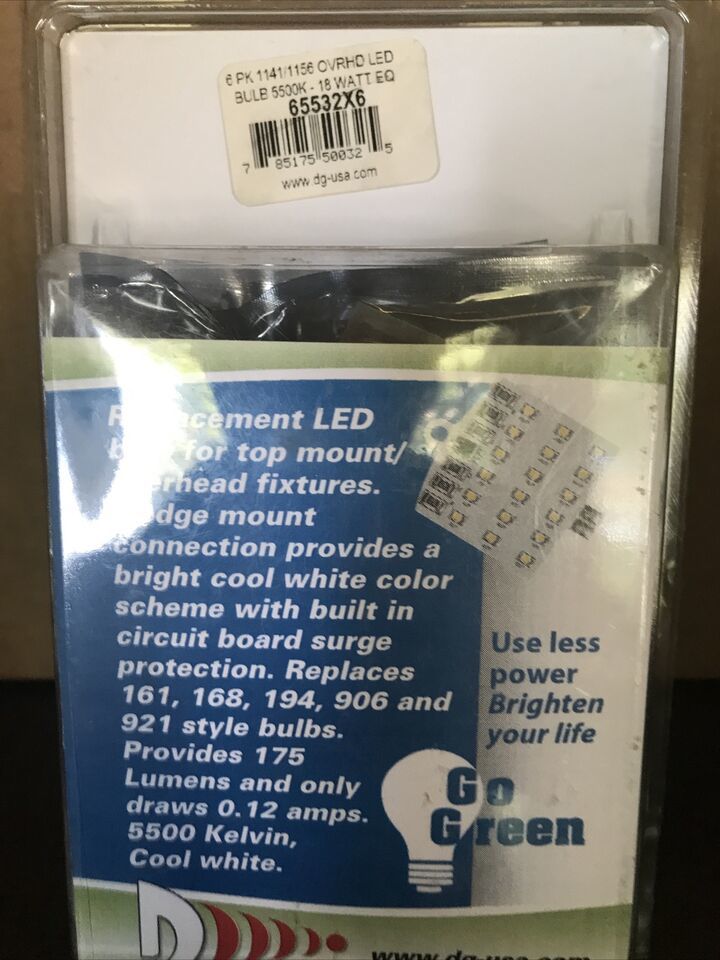 6 PK 1141/1156 OVRHD LED
BULB 5500K - 18 WATT EQ
65532X6
7 85175 50032 5
www.dg-usa.com
LED
for top mount/
fixtures.
mount
connection provides a
bright cool white color
scheme with built in
circuit board surge
protection. Replaces
161, 168, 194, 906 and
921 style bulbs.
Provides 175
Lumens and only
draws 0.12 amps.
5500 Kelvin,
Cool white.
Use less
power
Brighten
your life
Go
Green
D
www.dg-usa.com